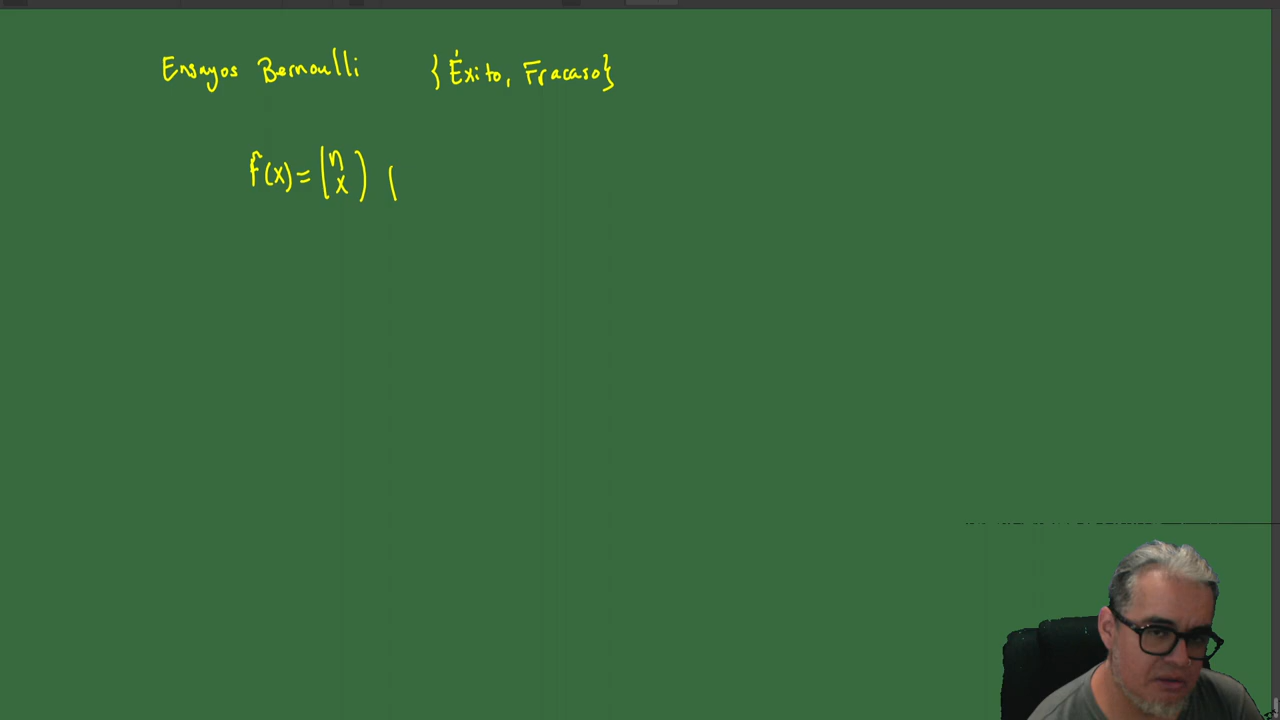 Ensayos Bernoulli {Éxito, Fracaso}
f(x) = (n x) (